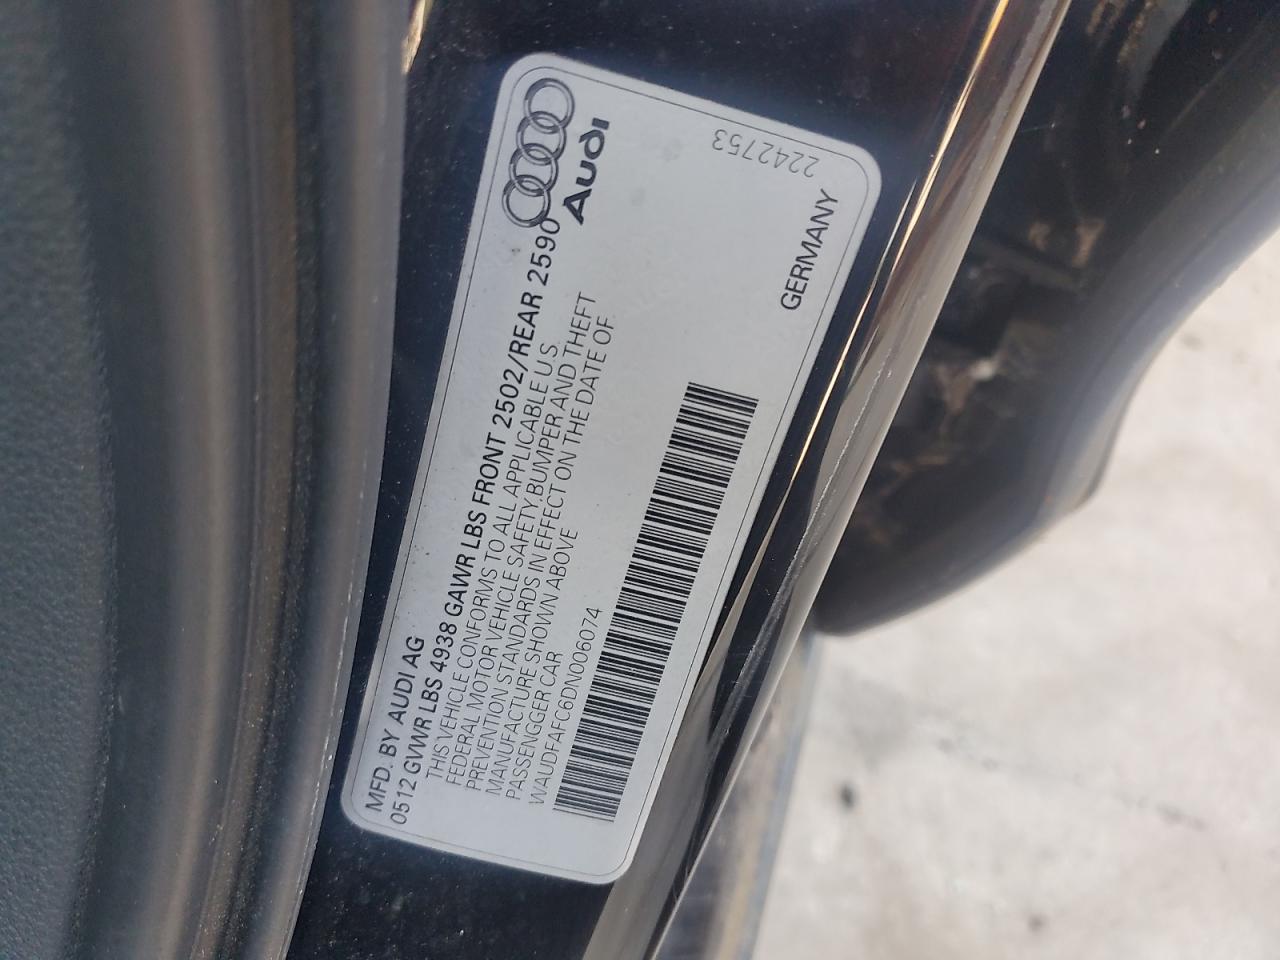 Audi
MFD. BY AUDI AG
0512 GVWR LBS 4938 GAWR LBS FRONT 2502/REAR 2590
THIS VEHICLE CONFORMS TO ALL APPLICABLE U.S.
FEDERAL MOTOR VEHICLE SAFETY,BUMPER AND THEFT
PREVENTION STANDARDS IN EFFECT ON THE DATE OF
MANUFACTURE SHOWN ABOVE
PASSENGGER CAR
WAUDFAFC6DN006074
GERMANY
2242753